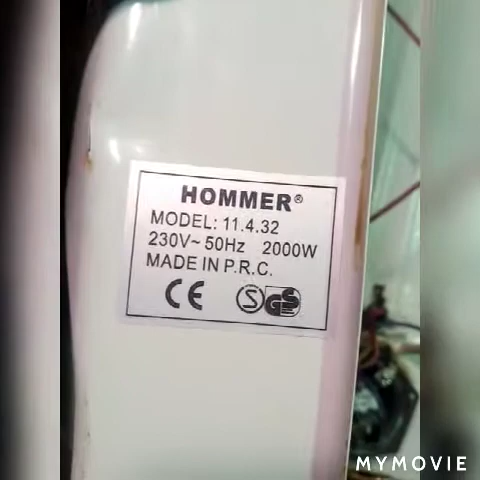 HOMMER®
MODEL: 11.4.32
230V~ 50Hz 2000W
MADE IN P.R.C.
CE S GS
MYMOVIE